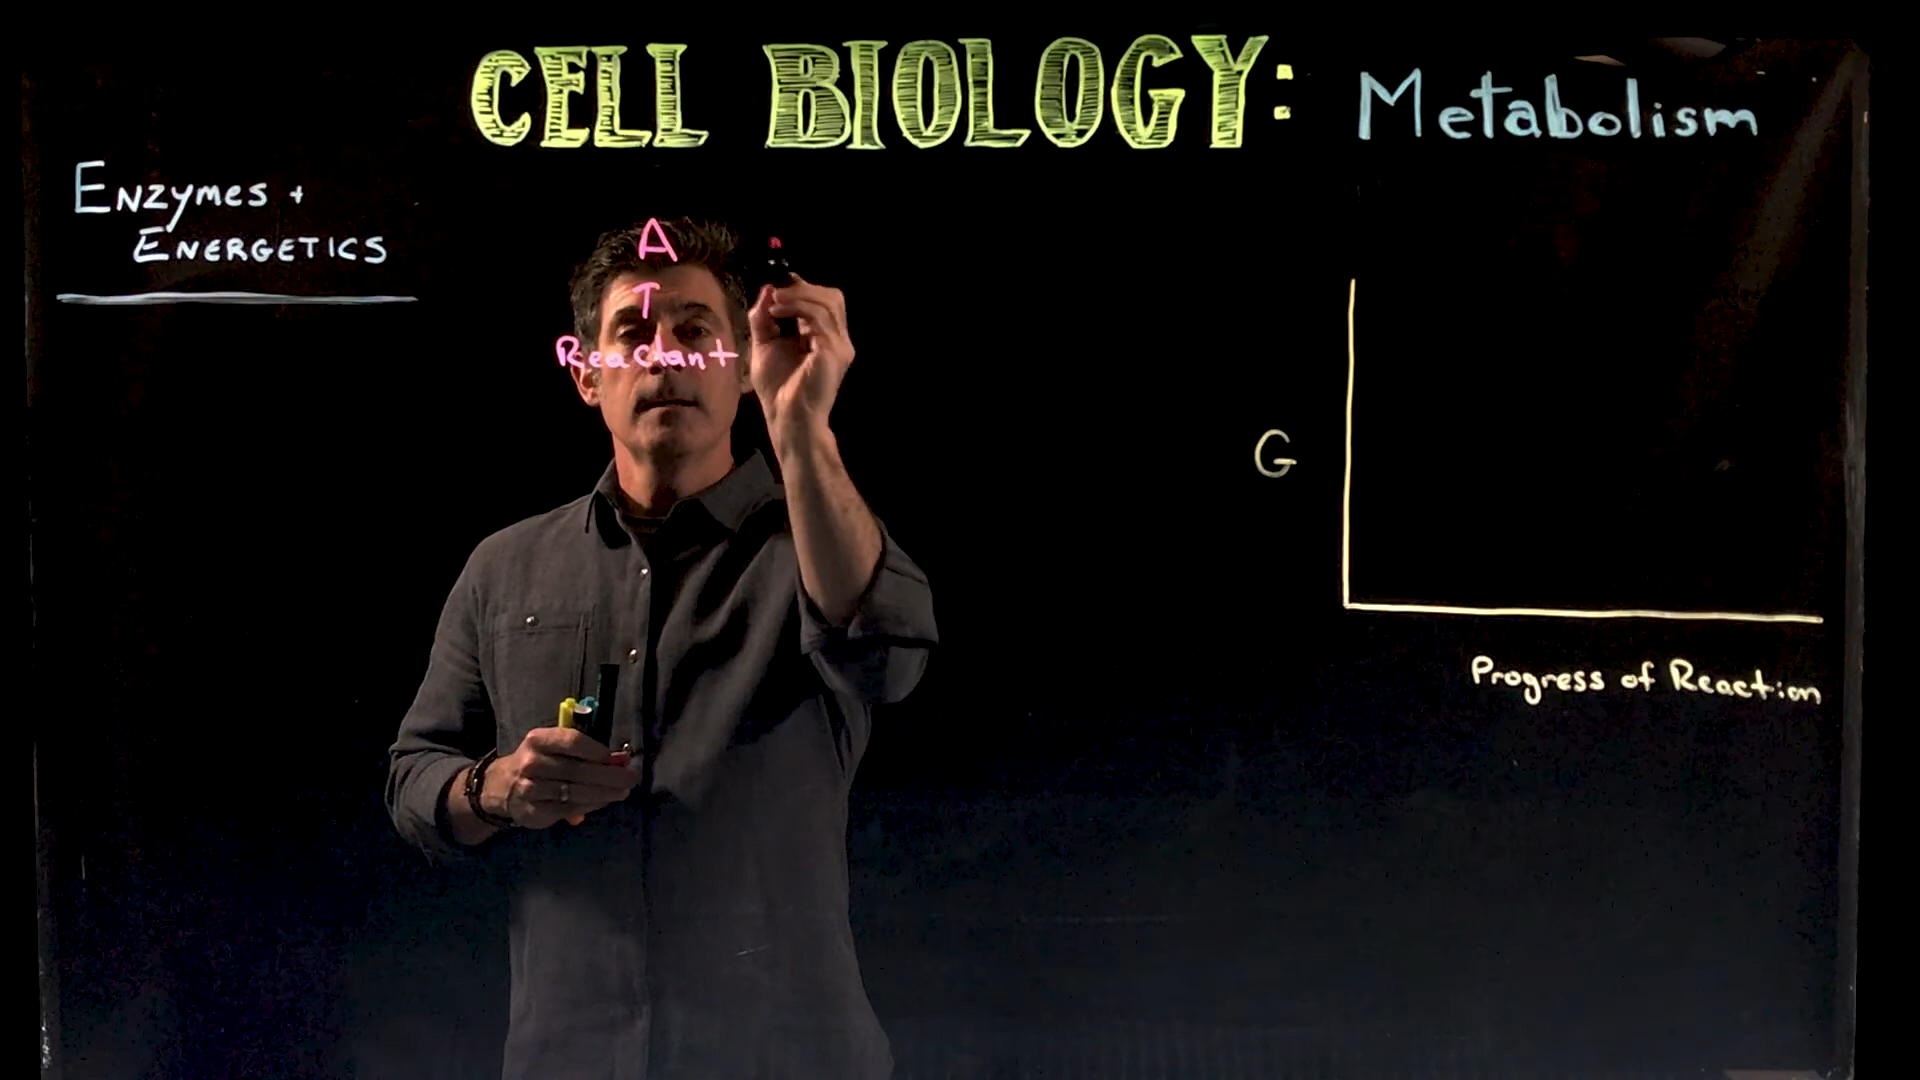 CELL BIOLOGY: Metabolism
Enzymes +
Energetics
A
T
Reactant
G
Progress of Reaction